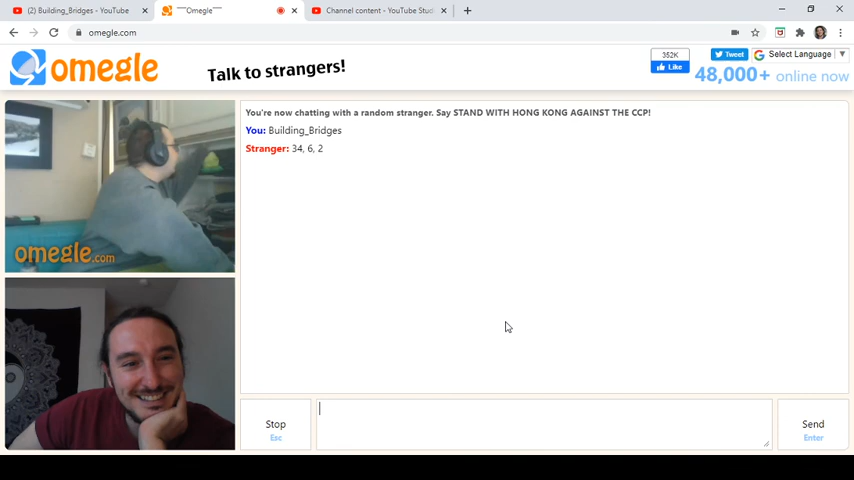 (2) Building_Bridges - YouTube
~~Omegle~~
Channel content - YouTube Stud
omegle.com
omegle
Talk to strangers!
352K
Like
Tweet
Select Language
48,000+ online now
You're now chatting with a random stranger. Say STAND WITH HONG KONG AGAINST THE CCP!
You: Building_Bridges
Stranger: 34, 6, 2
omegle.com
Stop
Esc
Send
Enter